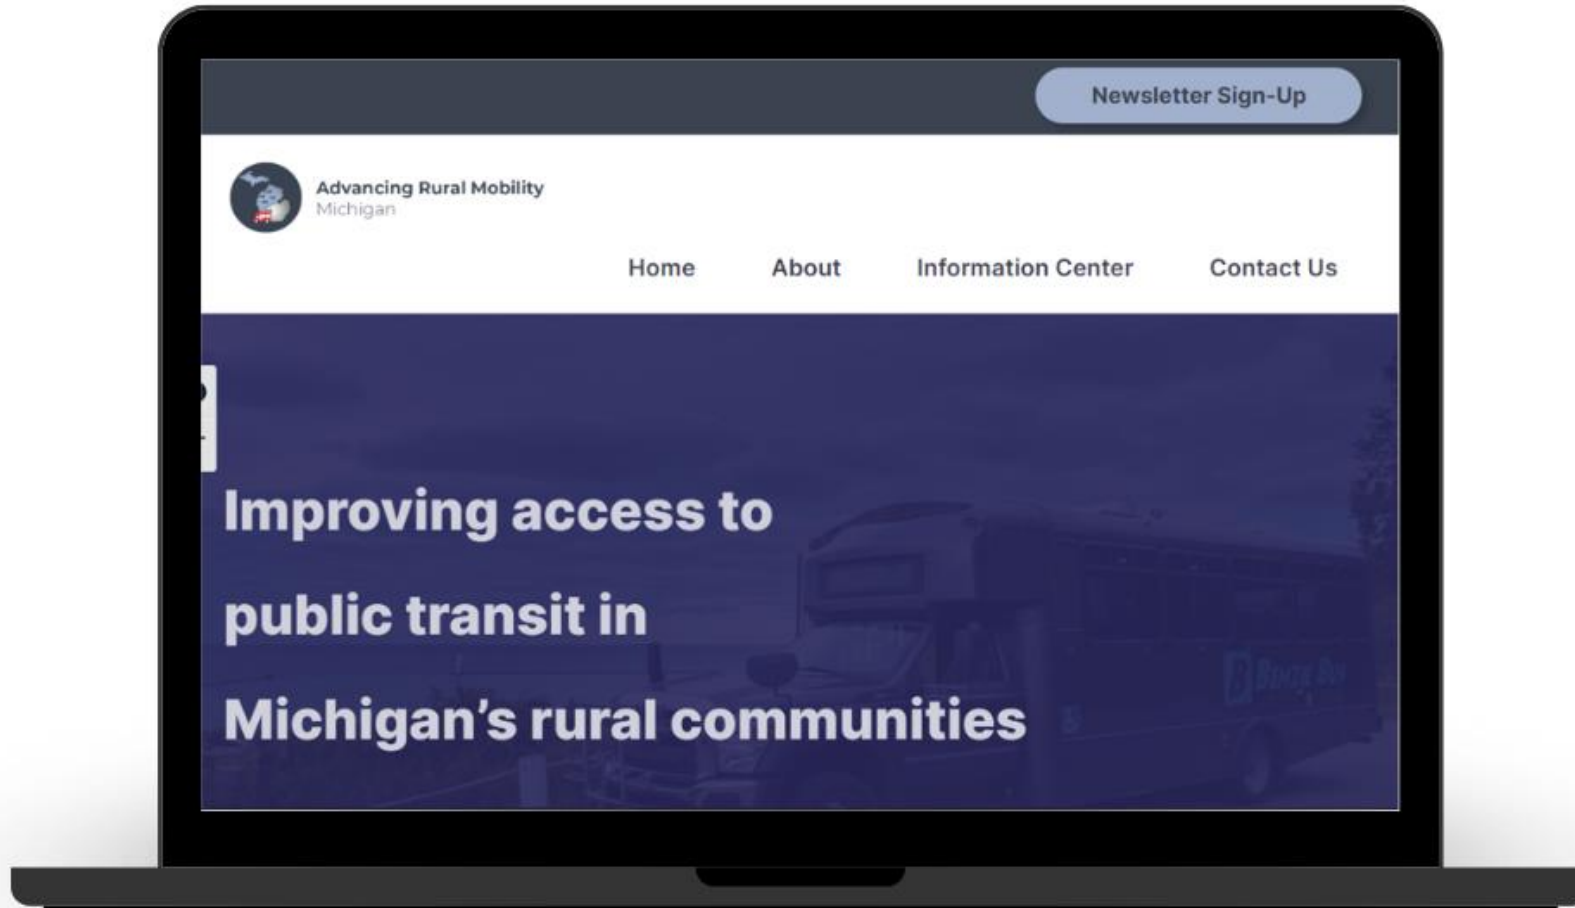 Newsletter Sign-Up
Advancing Rural Mobility
Michigan
Home About Information Center Contact Us
Improving access to
public transit in
Michigan’s rural communities